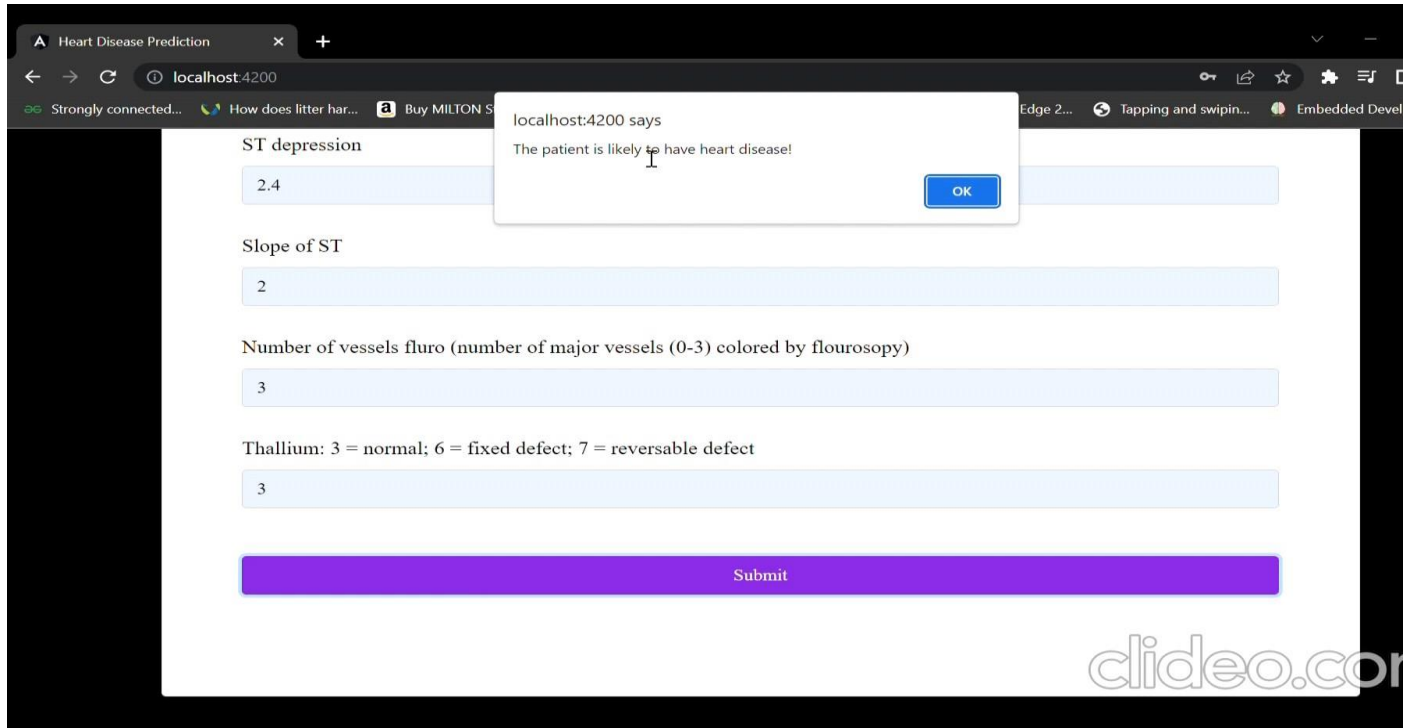 Heart Disease Prediction
localhost:4200
Strongly connected... How does litter har... a Buy MILTON S Edge 2... Tapping and swipin... Embedded Devel
localhost:4200 says
The patient is likely to have heart disease!
OK
ST depression
2.4
Slope of ST
2
Number of vessels fluro (number of major vessels (0-3) colored by flourosopy)
3
Thallium: 3 = normal; 6 = fixed defect; 7 = reversable defect
3
Submit
clideo.com